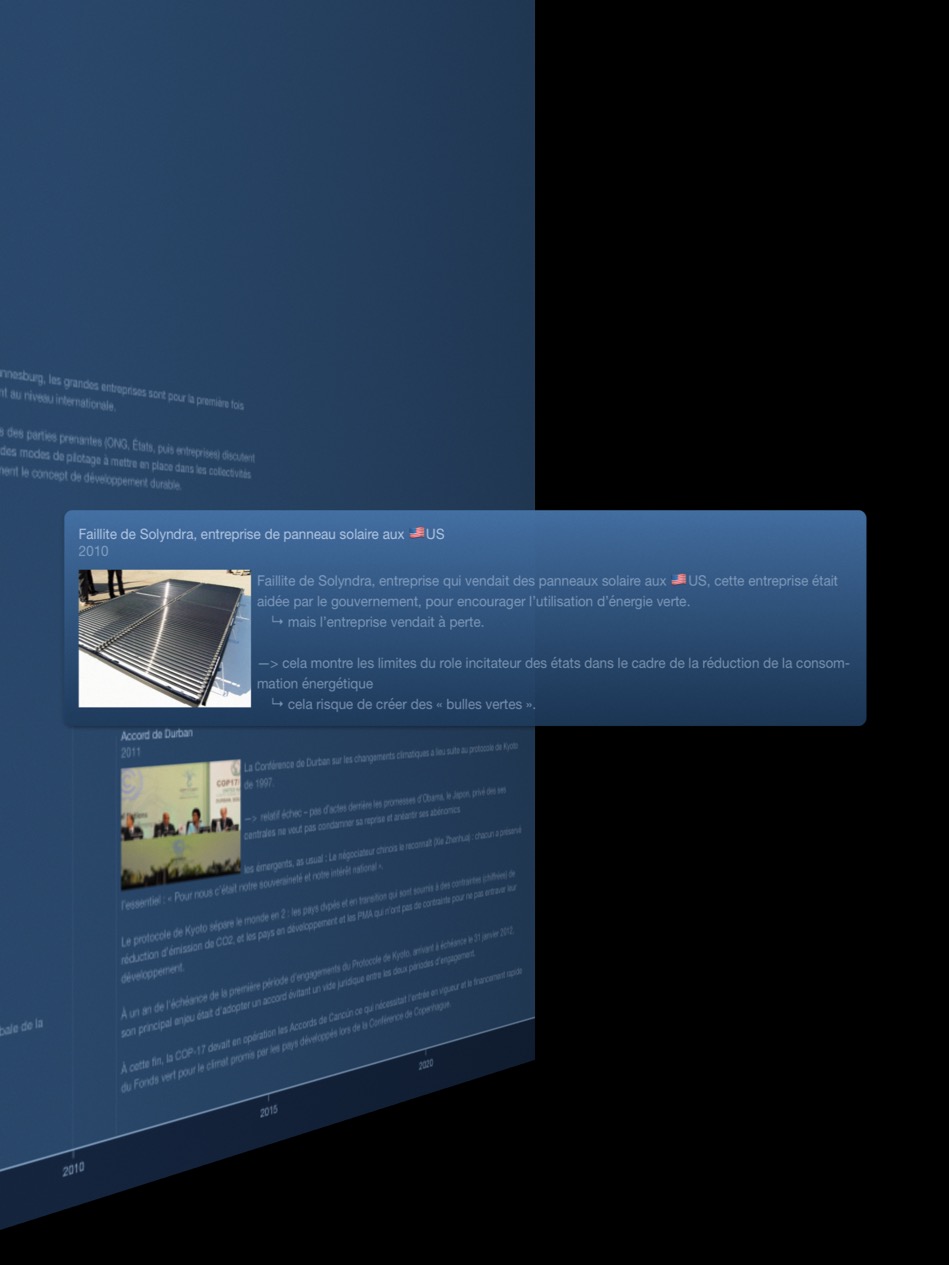 annesburg, les grandes entreprises sont pour la première fois
nt au niveau internationale.
s des parties prenantes (ONG, États, puis entreprises) discutent
des modes de pilotage à mettre en place dans les collectivités
ment le concept de développement durable.
Faillite de Solyndra, entreprise de panneau solaire aux 🇺🇸US
2010
Faillite de Solyndra, entreprise qui vendait des panneaux solaire aux 🇺🇸US, cette entreprise était
aidée par le gouvernement, pour encourager l'utilisation d'énergie verte.
↳ mais l'entreprise vendait à perte.
—> cela montre les limites du role incitateur des états dans le cadre de la réduction de la consom-
mation énergétique
↳ cela risque de créer des « bulles vertes ».
Accord de Durban
2011
La Conférence de Durban sur les changements climatiques a lieu suite au protocole de Kyoto
de 1997.
COP17
—> relatif échec – pas d'actes derrière les promesses d'Obama, le Japon, privé des ses
centrales ne veut pas condamner sa reprise et anéantir ses
les émergents, as usual : Le négociateur chinois le reconnaît (Xie Zhenhua) : chacun a préservé
l'essentiel : « Pour nous c'était notre souveraineté et notre intérêt national ».
Le protocole de Kyoto sépare le monde en 2 : les pays dvpés et en transition qui sont soumis à des contraintes (chiffrées de
réduction d'émission de CO2, et les pays en développement et les PMA qui n'ont pas de contrainte pour ne pas entraver leur
développement.
À un an de l'échéance de la première période d'engagements du Protocole de Kyoto, arrivant à échéance le 31 janvier 2012,
son principal enjeu était d'adopter un accord évitant un vide juridique entre les deux périodes d'engagement.
À cette fin, la COP-17 devait en opération les Accords de Cancún ce qui nécessitait l'entrée en vigueur et le financement rapide
du Fonds vert pour le climat promis par les pays développés lors de la Conférence de Copenhague.
bale de la
2010
2015
2020